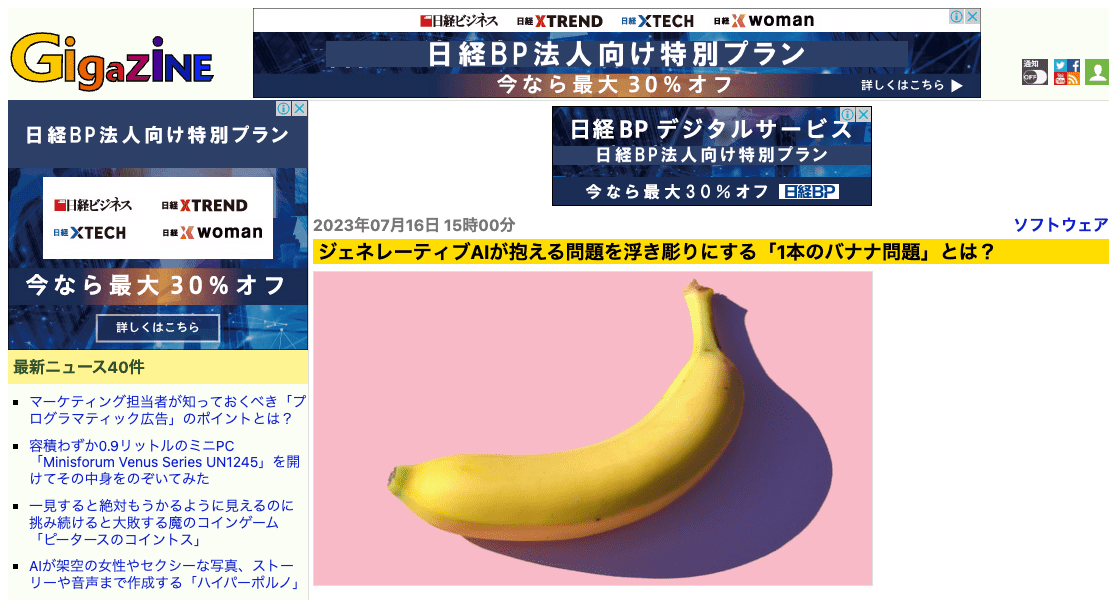 GigaZiNE
日経ビジネス 日経XTREND 日経XTECH 日経Xwoman
日経BP法人向け特別プラン
今なら最大30%オフ
詳しくはこちら ▶
通知
OFF
You
日経BP法人向け特別プラン
日経ビジネス 日経XTREND
日経XTECH 日経Xwoman
今なら最大30%オフ
詳しくはこちら
日経BP デジタルサービス
日経BP法人向け特別プラン
今なら最大30%オフ 日経BP
2023年07月16日 15時00分
ソフトウェア
ジェネレーティブAIが抱える問題を浮き彫りにする「1本のバナナ問題」とは？
最新ニュース40件
マーケティング担当者が知っておくべき「プ
ログラマティック広告」のポイントとは？
容積わずか0.9リットルのミニPC
「Minisforum Venus Series UN1245」を開
けてその中身をのぞいてみた
一見すると絶対もうかるように見えるのに
挑み続けると大敗する魔のコインゲーム
「ピータースのコイントス」
AIが架空の女性やセクシーな写真、ストー
リーや音声まで作成する「ハイパーポルノ」